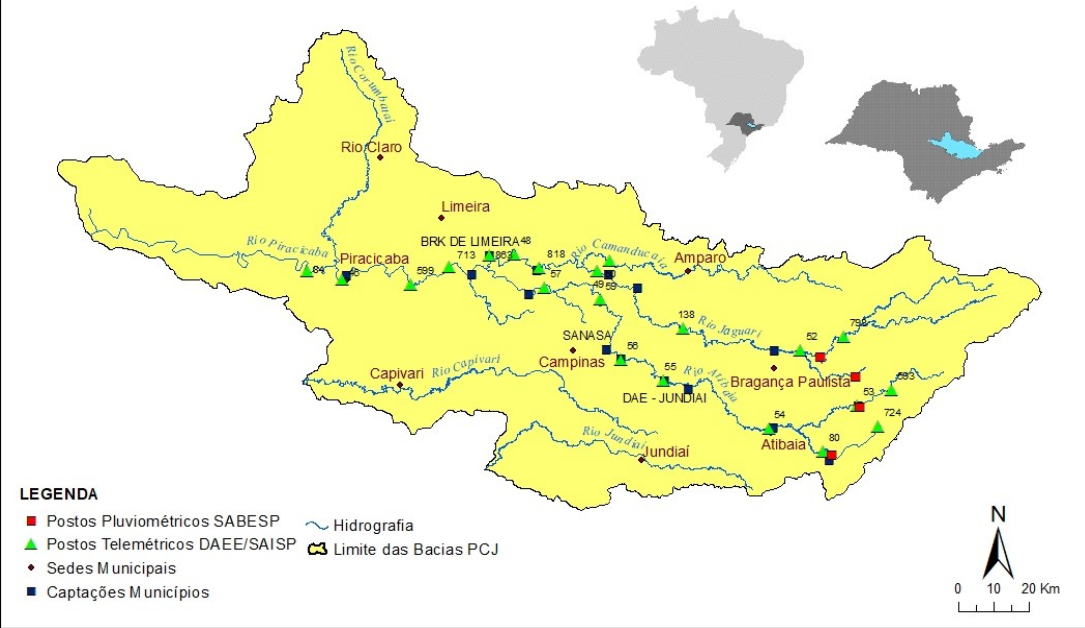 Rio Corumbataí
Rio Claro
Limeira
Rio Piracicaba
Piracicaba
BRK DE LIMEIRA
48
Rio Camanducaia
Amparo
84
599
713
818
57
49
59
138
Rio Jaguari
52
SANASA
56
Campinas
Capivari
Rio Capivari
55
Rio Atibaia
Bragança Paulista
53
DAE - JUNDIAI
724
54
Atibaia
80
Rio Jundiaí
Jundiaí
LEGENDA
Postos Pluviométricos SABESP
Postos Telemétricos DAEE/SAISP
Sedes Municipais
Captações Municípios
Hidrografia
Limite das Bacias PCJ
N
0 10 20 Km